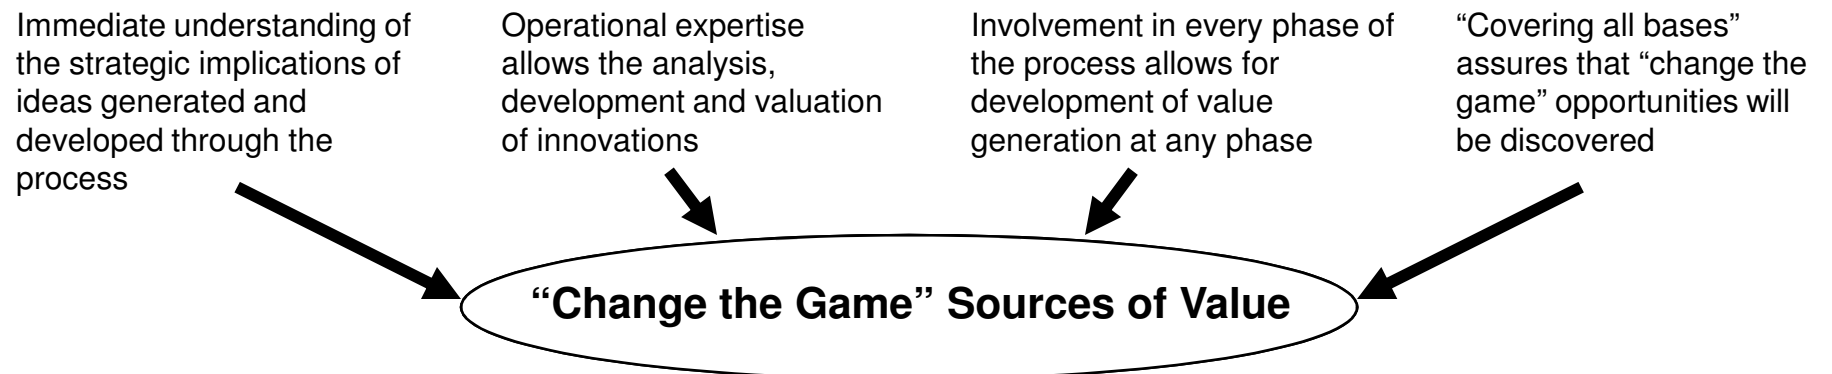 Immediate understanding of
the strategic implications of
ideas generated and
developed through the
process
Operational expertise
allows the analysis,
development and valuation
of innovations
Involvement in every phase of
the process allows for
development of value
generation at any phase
“Covering all bases”
assures that “change the
game” opportunities will
be discovered
“Change the Game” Sources of Value